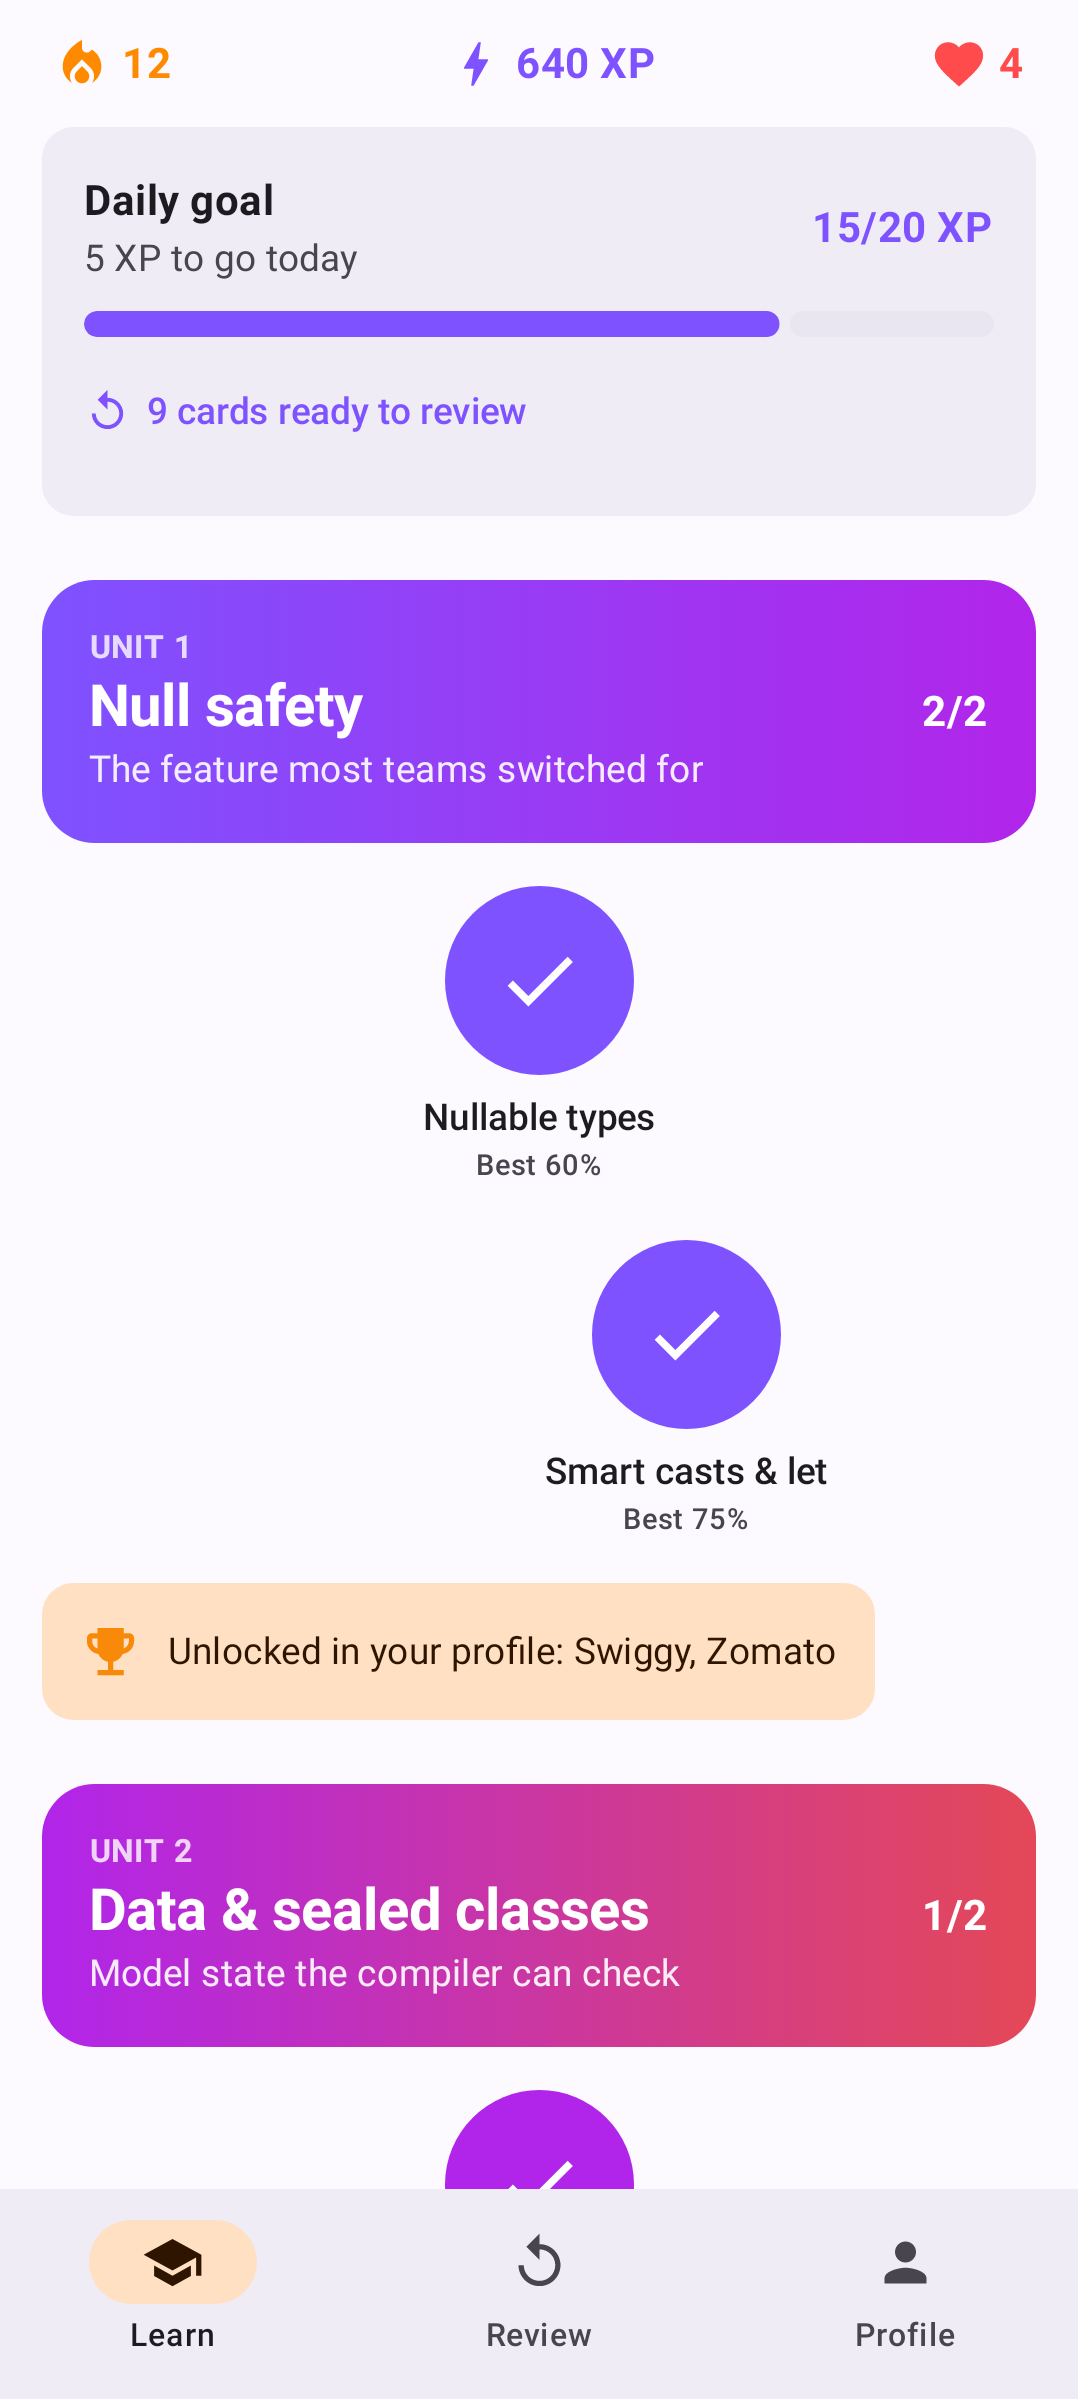 12
640 XP
4
Daily goal
5 XP to go today
15/20 XP
9 cards ready to review
UNIT 1
Null safety
2/2
The feature most teams switched for
Nullable types
Best 60%
Smart casts & let
Best 75%
Unlocked in your profile: Swiggy, Zomato
UNIT 2
Data & sealed classes
1/2
Model state the compiler can check
Learn
Review
Profile